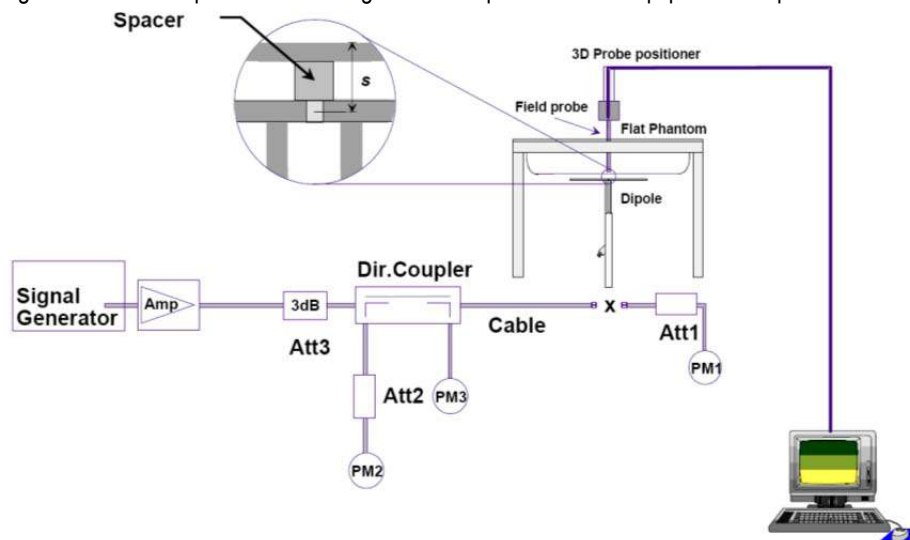 Spacer
s
3D Probe positioner
Field probe
Flat Phantom
Dipole
Signal
Generator
Amp
3dB
Att3
Dir.Coupler
Cable
X
Att1
PM1
Att2
PM3
PM2